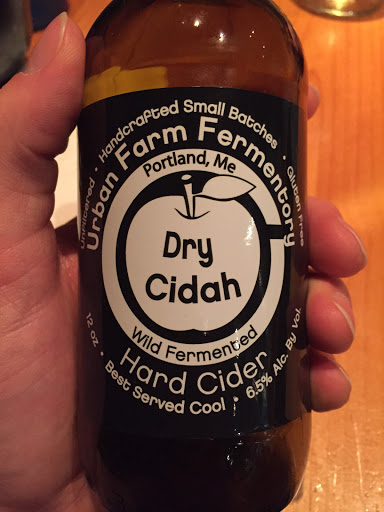 Unfiltered • Handcrafted Small Batches • Gluten Free
Urban Farm Fermentory
Portland, Me
Dry
Cidah
Wild Fermented
Hard Cider
12 oz • Best Served Cool • 6.5% Alc. By Vol.